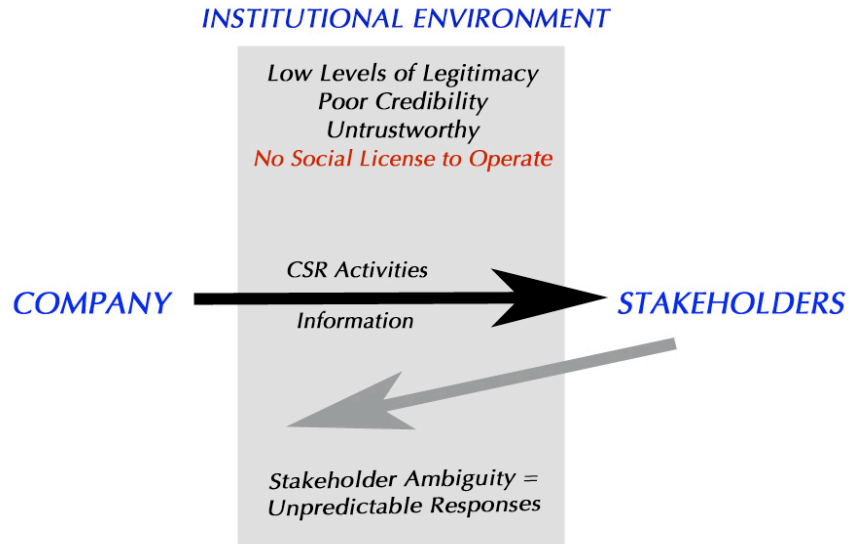 INSTITUTIONAL ENVIRONMENT
Low Levels of Legitimacy
Poor Credibility
Untrustworthy
No Social License to Operate
CSR Activities
COMPANY
STAKEHOLDERS
Information
Stakeholder Ambiguity =
Unpredictable Responses